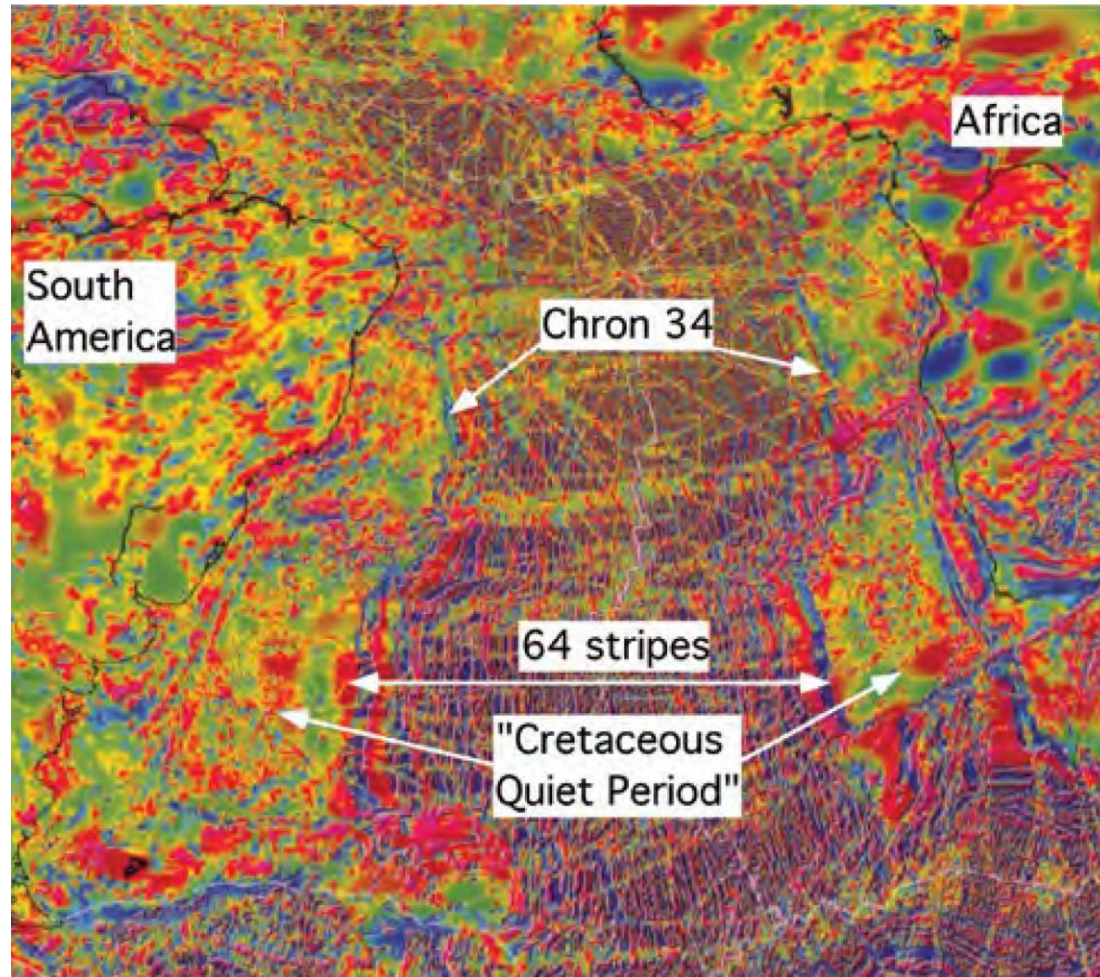 Africa
South
America
Chron 34
64 stripes
"Cretaceous
Quiet Period"